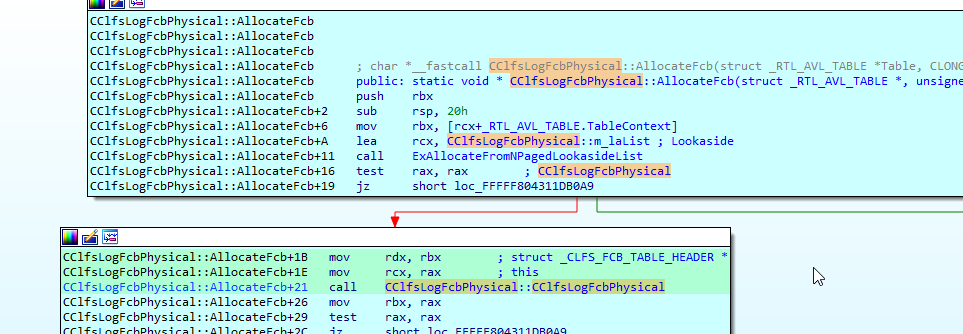 CClfsLogFcbPhysical::AllocateFcb
CClfsLogFcbPhysical::AllocateFcb
CClfsLogFcbPhysical::AllocateFcb
CClfsLogFcbPhysical::AllocateFcb ; char *__fastcall CClfsLogFcbPhysical::AllocateFcb(struct _RTL_AVL_TABLE *Table, CLONG
CClfsLogFcbPhysical::AllocateFcb public: static void * CClfsLogFcbPhysical::AllocateFcb(struct _RTL_AVL_TABLE *, unsigne
CClfsLogFcbPhysical::AllocateFcb push rbx
CClfsLogFcbPhysical::AllocateFcb+2 sub rsp, 20h
CClfsLogFcbPhysical::AllocateFcb+6 mov rbx, [rcx+_RTL_AVL_TABLE.TableContext]
CClfsLogFcbPhysical::AllocateFcb+A lea rcx, CClfsLogFcbPhysical::m_laList ; Lookaside
CClfsLogFcbPhysical::AllocateFcb+11 call ExAllocateFromNPagedLookasideList
CClfsLogFcbPhysical::AllocateFcb+16 test rax, rax ; CClfsLogFcbPhysical
CClfsLogFcbPhysical::AllocateFcb+19 jz short loc_FFFFF804311DB0A9
CClfsLogFcbPhysical::AllocateFcb+1B mov rdx, rbx ; struct _CLFS_FCB_TABLE_HEADER *
CClfsLogFcbPhysical::AllocateFcb+1E mov rcx, rax ; this
CClfsLogFcbPhysical::AllocateFcb+21 call CClfsLogFcbPhysical::CClfsLogFcbPhysical
CClfsLogFcbPhysical::AllocateFcb+26 mov rbx, rax
CClfsLogFcbPhysical::AllocateFcb+29 test rax, rax
CClfsLogFcbPhysical::AllocateFcb+2C jz short loc_FFFFF804311DB0A9